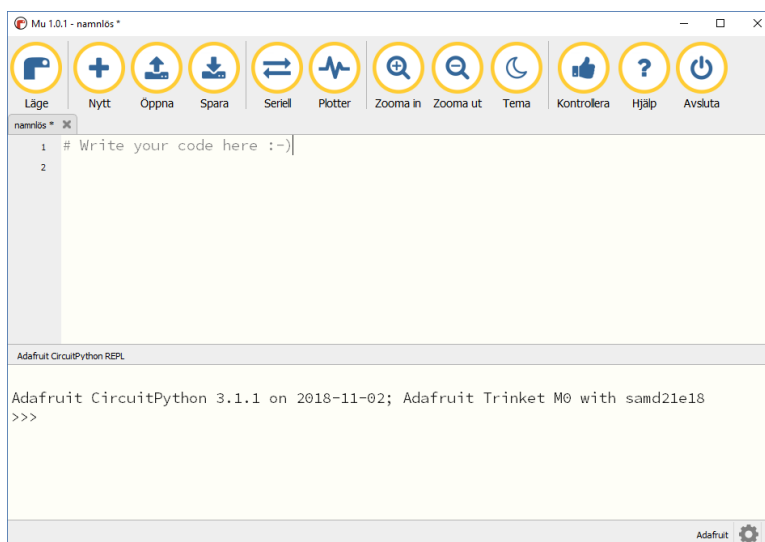 Mu 1.0.1 - namnlös *
Läge Nytt Öppna Spara Seriell Plotter Zooma in Zooma ut Tema Kontrollera Hjälp Avsluta
namnlös *
1 # Write your code here :-)
2
Adafruit CircuitPython REPL
Adafruit CircuitPython 3.1.1 on 2018-11-02; Adafruit Trinket M0 with samd21e18
>>>
Adafruit